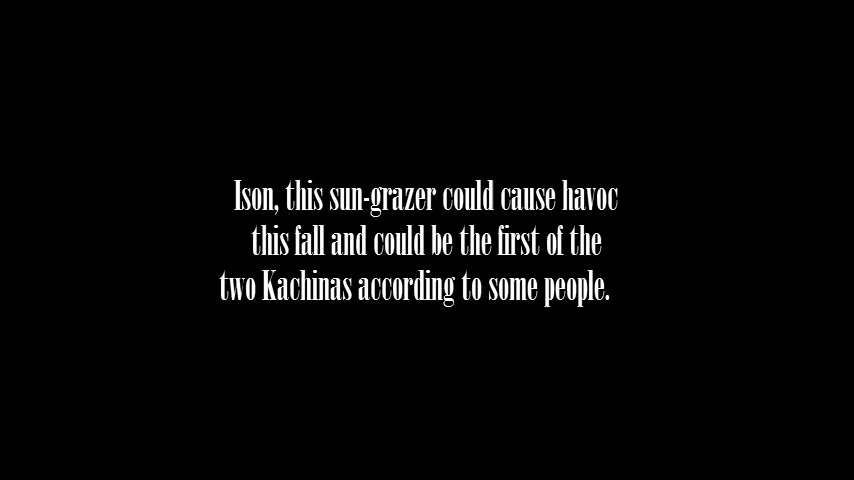 Ison, this sun-grazer could cause havoc
this fall and could be the first of the
two Kachinas according to some people.